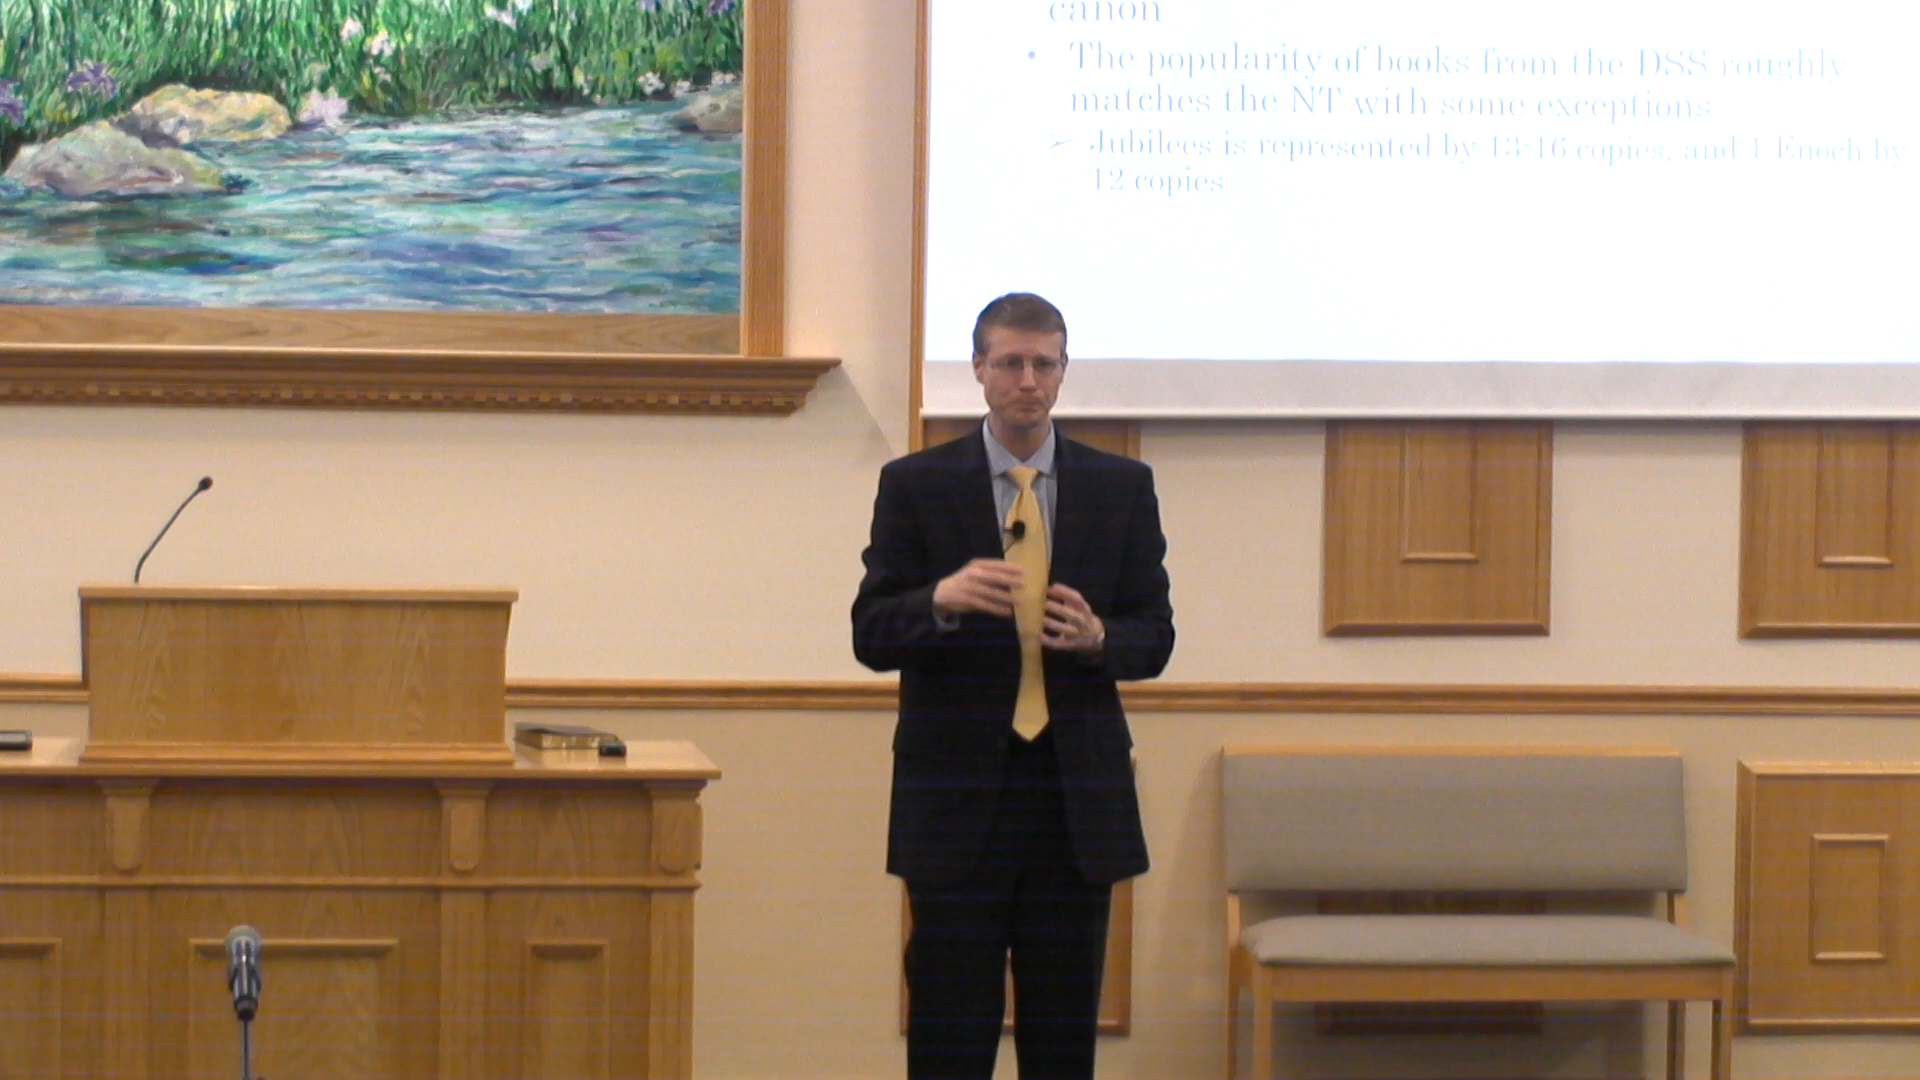 canon
• The popularity of books from the DSS roughly
matches the NT with some exceptions
➢ Jubilees is represented by 13-16 copies, and 1 Enoch by
12 copies